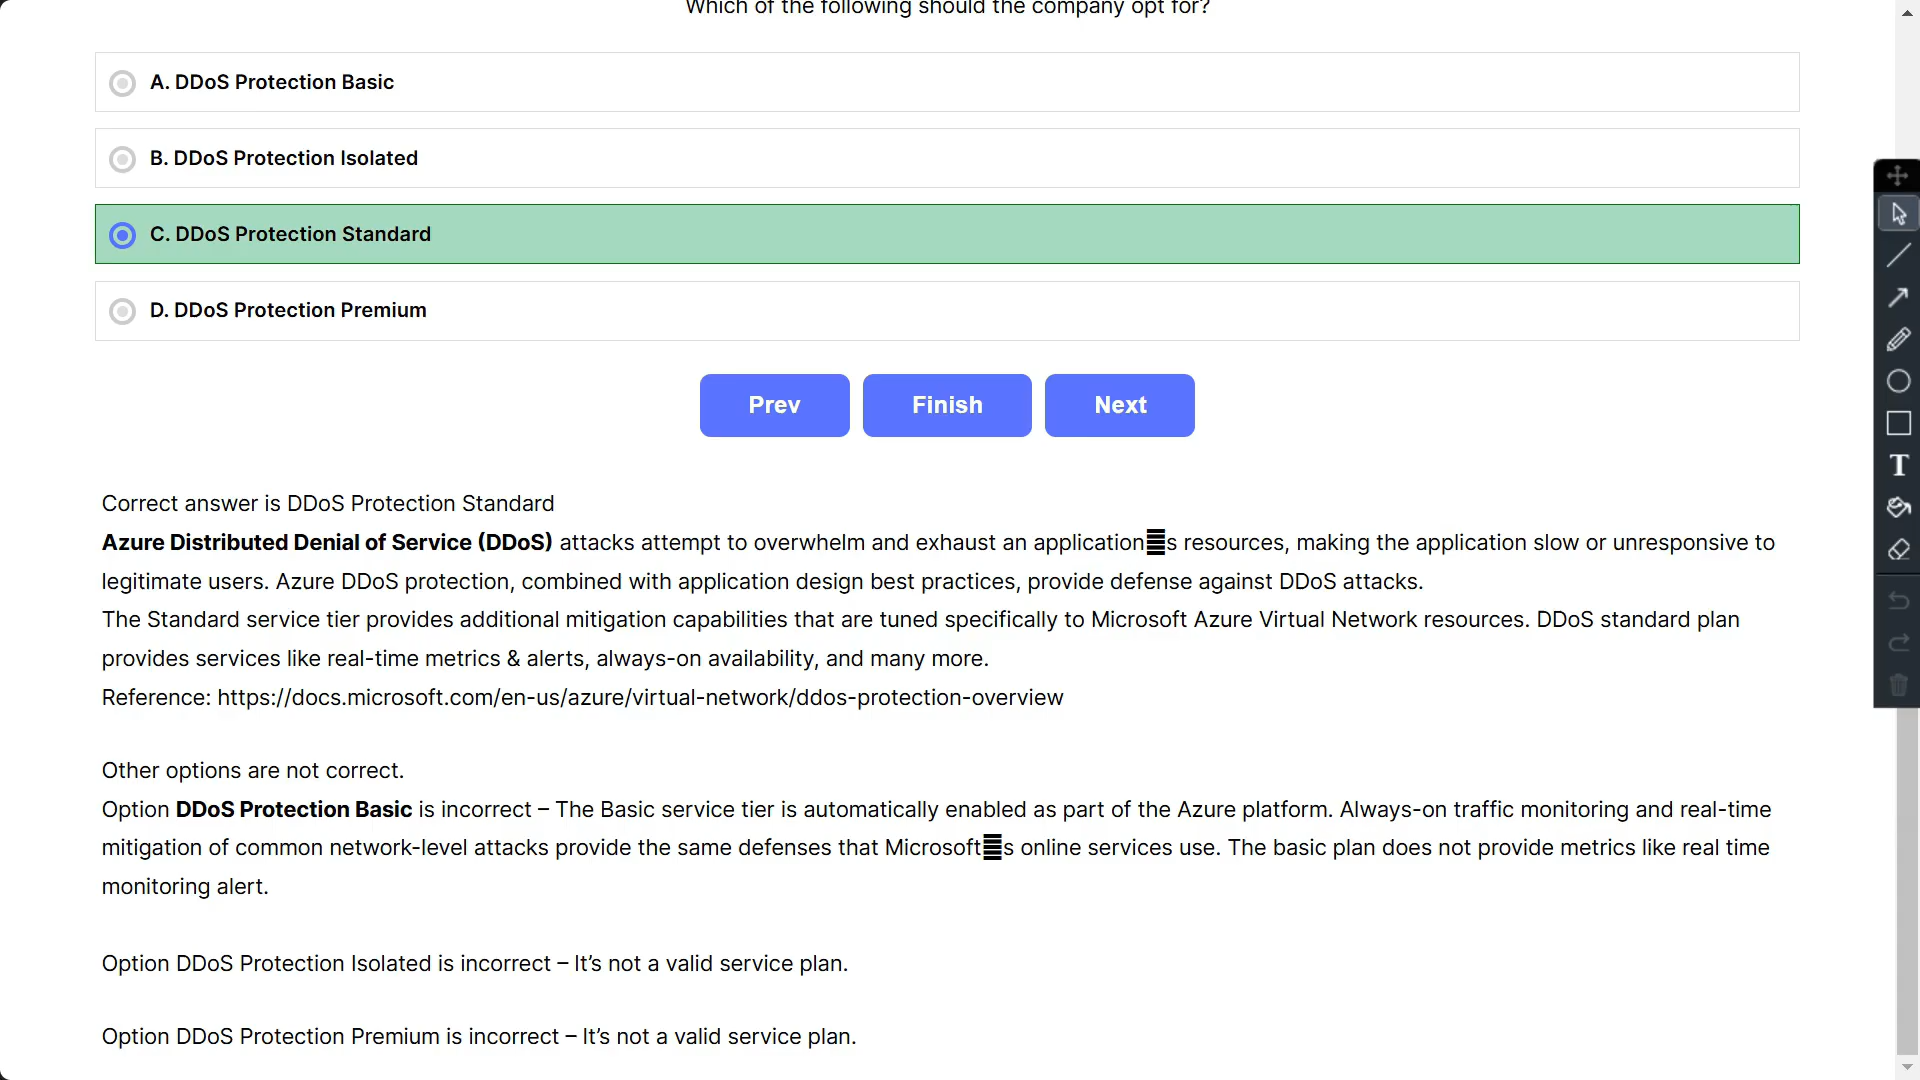 Which of the following should the company opt for?
A. DDoS Protection Basic
B. DDoS Protection Isolated
C. DDoS Protection Standard
D. DDoS Protection Premium
Prev Finish Next
Correct answer is DDoS Protection Standard
Azure Distributed Denial of Service (DDoS) attacks attempt to overwhelm and exhaust an application s resources, making the application slow or unresponsive to
legitimate users. Azure DDoS protection, combined with application design best practices, provide defense against DDoS attacks.
The Standard service tier provides additional mitigation capabilities that are tuned specifically to Microsoft Azure Virtual Network resources. DDoS standard plan
provides services like real-time metrics & alerts, always-on availability, and many more.
Reference: https://docs.microsoft.com/en-us/azure/virtual-network/ddos-protection-overview
Other options are not correct.
Option DDoS Protection Basic is incorrect – The Basic service tier is automatically enabled as part of the Azure platform. Always-on traffic monitoring and real-time
mitigation of common network-level attacks provide the same defenses that Microsoft s online services use. The basic plan does not provide metrics like real time
monitoring alert.
Option DDoS Protection Isolated is incorrect – It’s not a valid service plan.
Option DDoS Protection Premium is incorrect – It’s not a valid service plan.